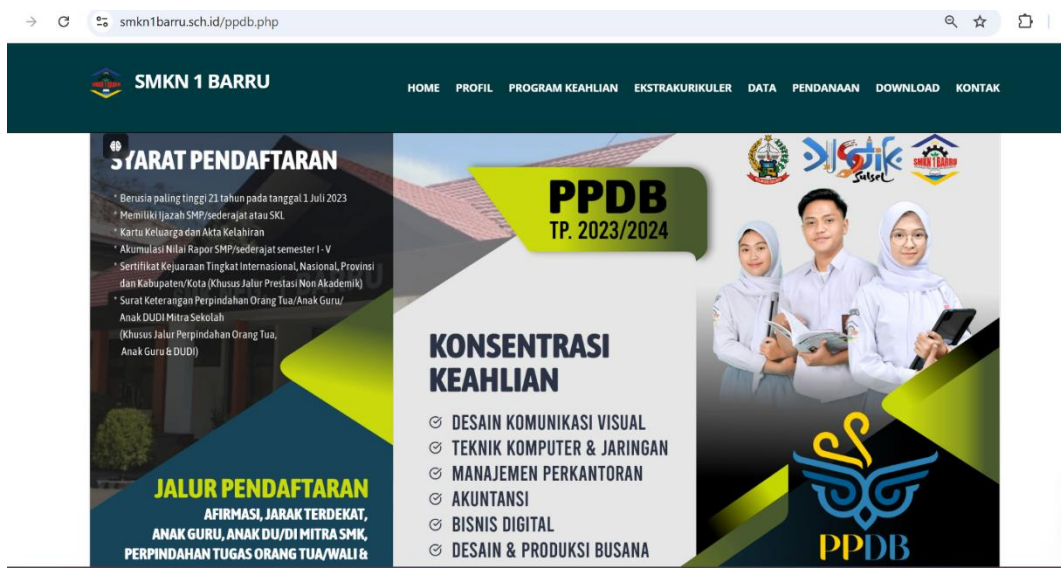 smkn1barru.sch.id/ppdb.php
SMKN 1 BARRU
HOME PROFIL PROGRAM KEAHLIAN EKSTRAKURIKULER DATA PENDANAAN DOWNLOAD KONTAK
SYARAT PENDAFTARAN
* Berusia paling tinggi 21 tahun pada tanggal 1 Juli 2023
* Memiliki Ijazah SMP/sederajat atau SKL
* Kartu Keluarga dan Akta Kelahiran
* Akumulasi Nilai Rapor SMP/sederajat semester I - V
* Sertifikat Kejuaraan Tingkat Internasional, Nasional, Provinsi
dan Kabupaten/Kota (Khusus Jalur Prestasi Non Akademik)
* Surat Keterangan Perpindahan Orang Tua/Anak Guru/
Anak DUDI Mitra Sekolah
(Khusus Jalur Perpindahan Orang Tua,
Anak Guru & DUDI)
JALUR PENDAFTARAN
AFIRMASI, JARAK TERDEKAT,
ANAK GURU, ANAK DU/DI MITRA SMK,
PERPINDAHAN TUGAS ORANG TUA/WALI &
PPDB
TP. 2023/2024
KONSENTRASI
KEAHLIAN
DESAIN KOMUNIKASI VISUAL
TEKNIK KOMPUTER & JARINGAN
MANAJEMEN PERKANTORAN
AKUNTANSI
BISNIS DIGITAL
DESAIN & PRODUKSI BUSANA
Sulsel
SMKN 1 BARRU
PPDB